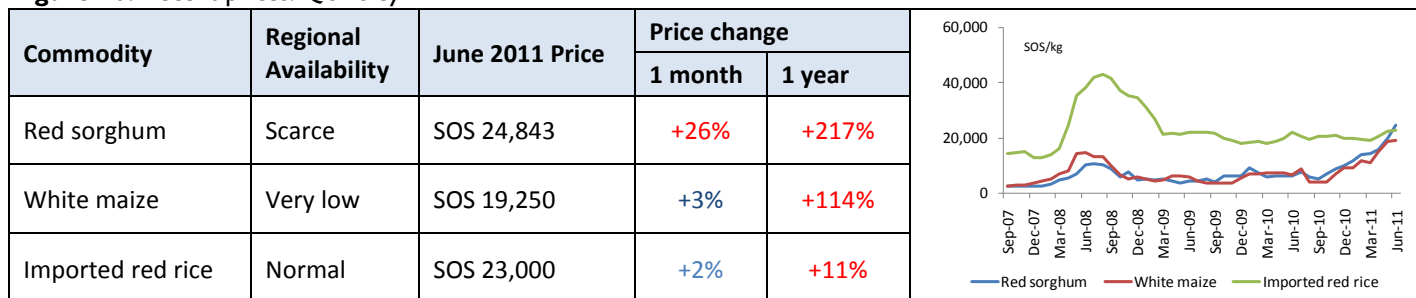 Commodity
Regional Availability
June 2011 Price
Price change
1 month
1 year
Red sorghum
Scarce
SOS 24,843
+26%
+217%
White maize
Very low
SOS 19,250
+3%
+114%
Imported red rice
Normal
SOS 23,000
+2%
+11%
SOS/kg
60,000
40,000
20,000
0
Sep-07
Dec-07
Mar-08
Jun-08
Sep-08
Dec-08
Mar-09
Jun-09
Sep-09
Dec-09
Mar-10
Jun-10
Sep-10
Dec-10
Mar-11
Jun-11
Red sorghum
White maize
Imported red rice